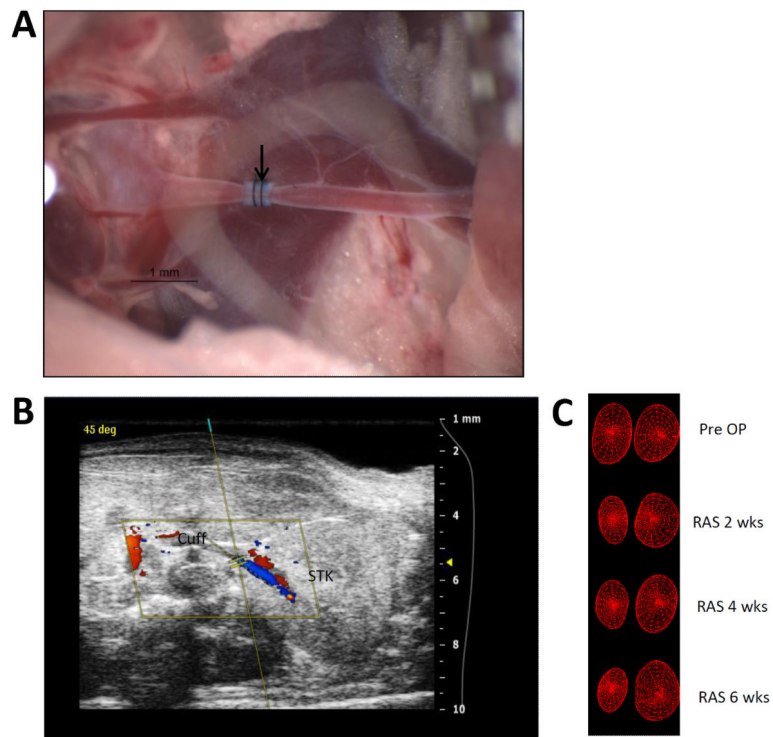 A
1 mm
B
45 deg
1 mm
2
4
Cuff
STK
6
8
10
C
Pre OP
RAS 2 wks
RAS 4 wks
RAS 6 wks